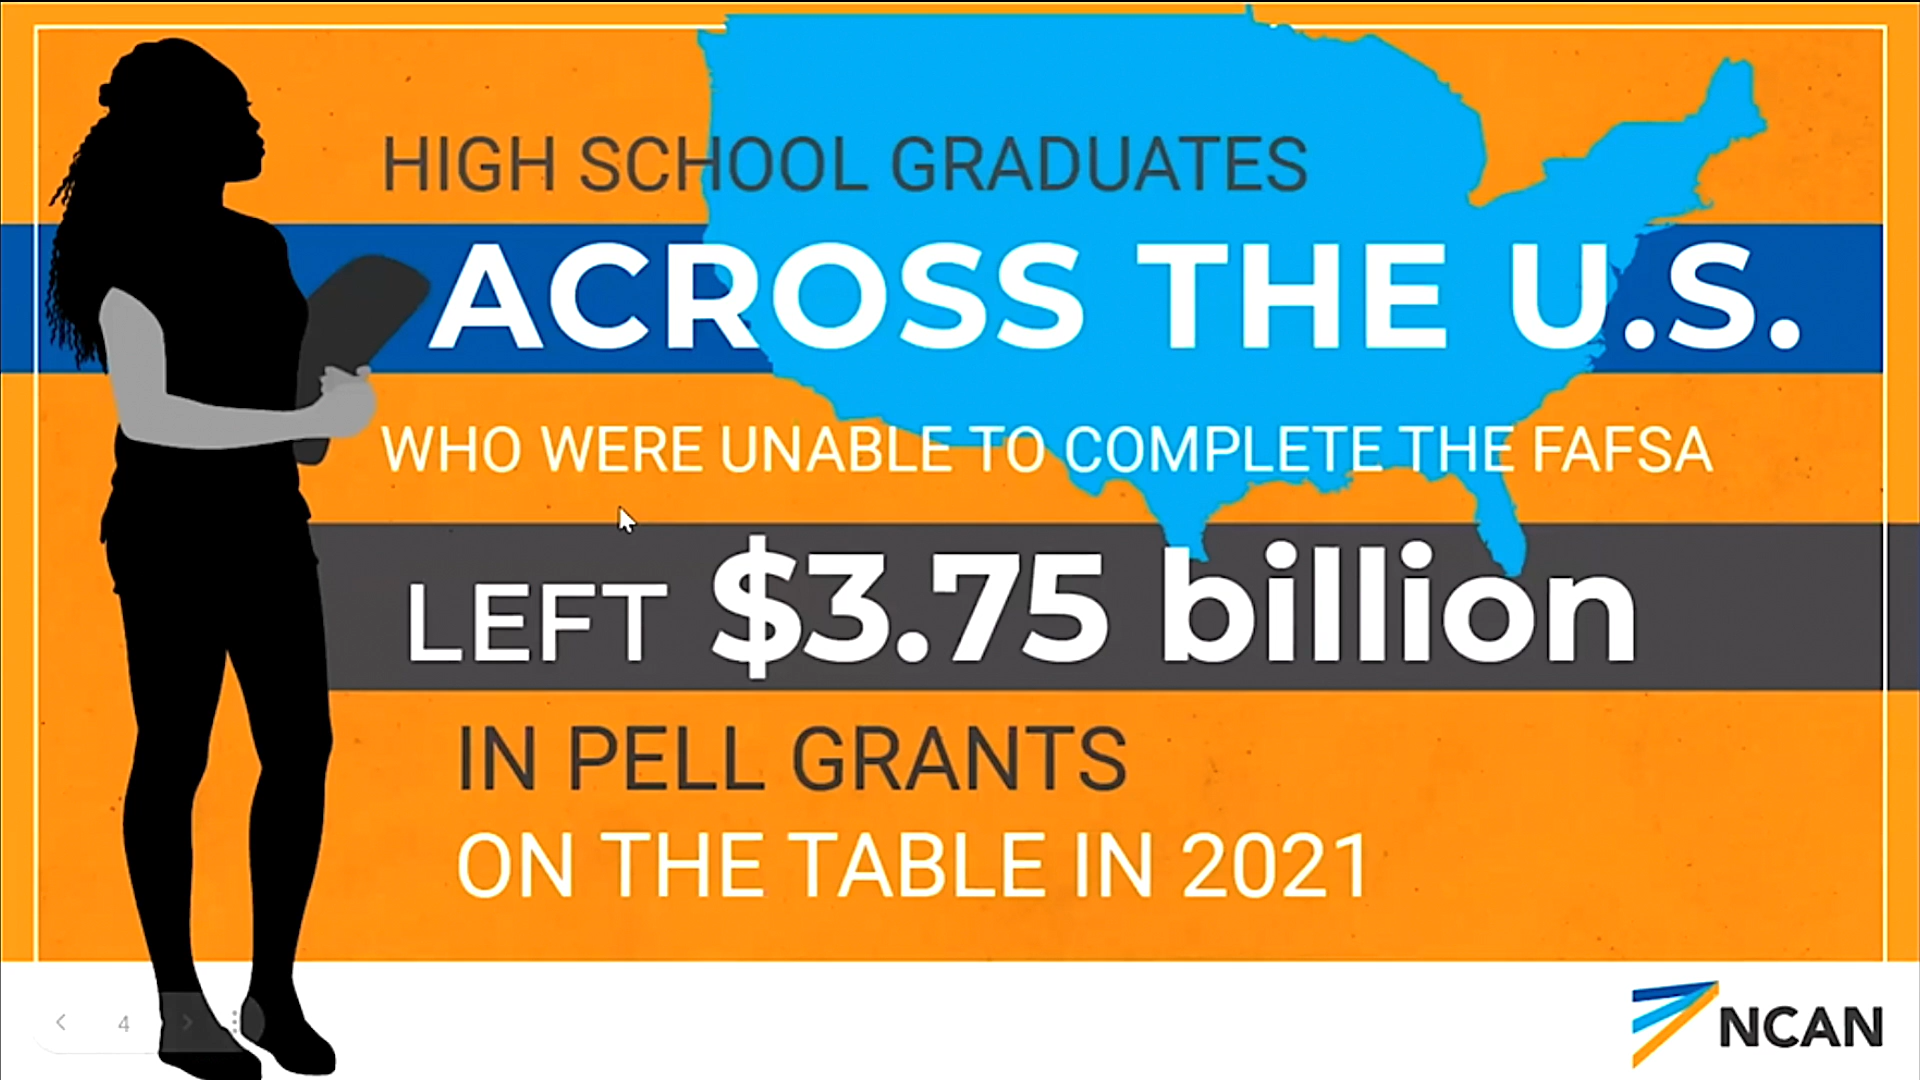 HIGH SCHOOL GRADUATES
ACROSS THE U.S.
WHO WERE UNABLE TO COMPLETE THE FAFSA
LEFT $3.75 billion
IN PELL GRANTS
ON THE TABLE IN 2021
4
NCAN